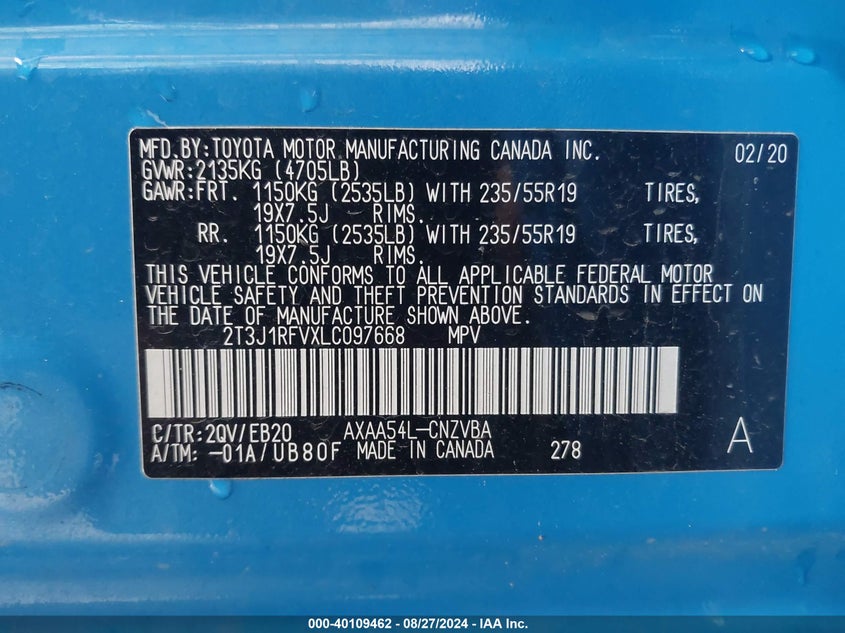 MFD.BY:TOYOTA MOTOR MANUFACTURING CANADA INC. 02/20
GVWR:2135KG (4705LB)
GAWR:FRT. 1150KG (2535LB) WITH 235/55R19 TIRES,
19X7.5J RIMS.
RR. 1150KG (2535LB) WITH 235/55R19 TIRES,
19X7.5J RIMS.
THIS VEHICLE CONFORMS TO ALL APPLICABLE FEDERAL MOTOR
VEHICLE SAFETY AND THEFT PREVENTION STANDARDS IN EFFECT ON
THE DATE OF MANUFACTURE SHOWN ABOVE.
2T3J1RFVXLC097668 MPV
C/TR:2QV/EB20 AXAA54L-CNZVBA A
A/TM: -01A/UB80F MADE IN CANADA 278
000-40109462 - 08/27/2024 - IAA Inc.